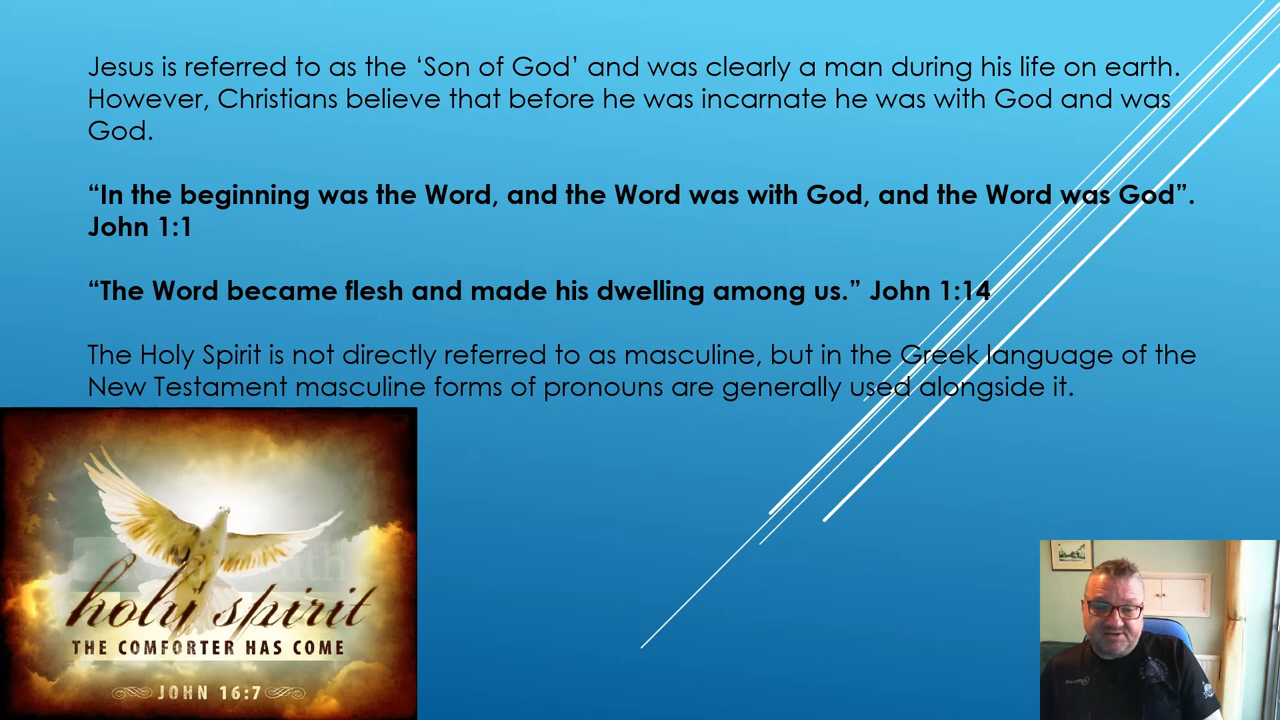 Jesus is referred to as the ‘Son of God’ and was clearly a man during his life on earth.
However, Christians believe that before he was incarnate he was with God and was
God.
“In the beginning was the Word, and the Word was with God, and the Word was God”.
John 1:1
“The Word became flesh and made his dwelling among us.” John 1:14
The Holy Spirit is not directly referred to as masculine, but in the Greek language of the
New Testament masculine forms of pronouns are generally used alongside it.
holy spirit
THE COMFORTER HAS COME
JOHN 16:7